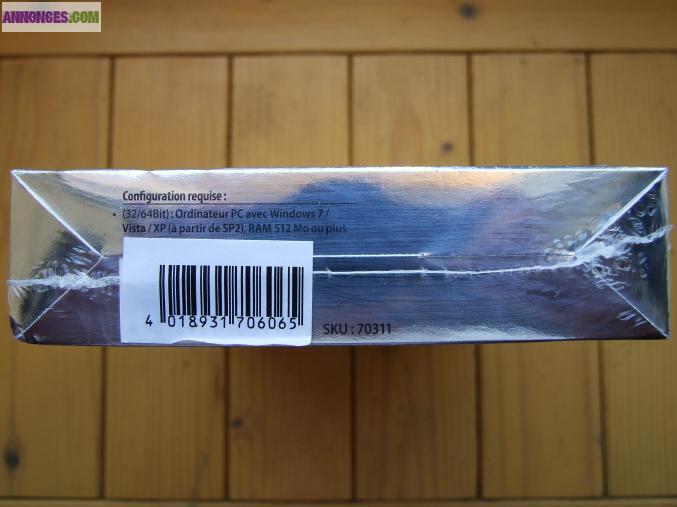 ANNONCES.COM
Configuration requise :
• (32/64Bit) : Ordinateur PC avec Windows 7 /
Vista / XP (à partir de SP2), RAM 512 Mo ou plus
4 018931 706065
SKU : 70311